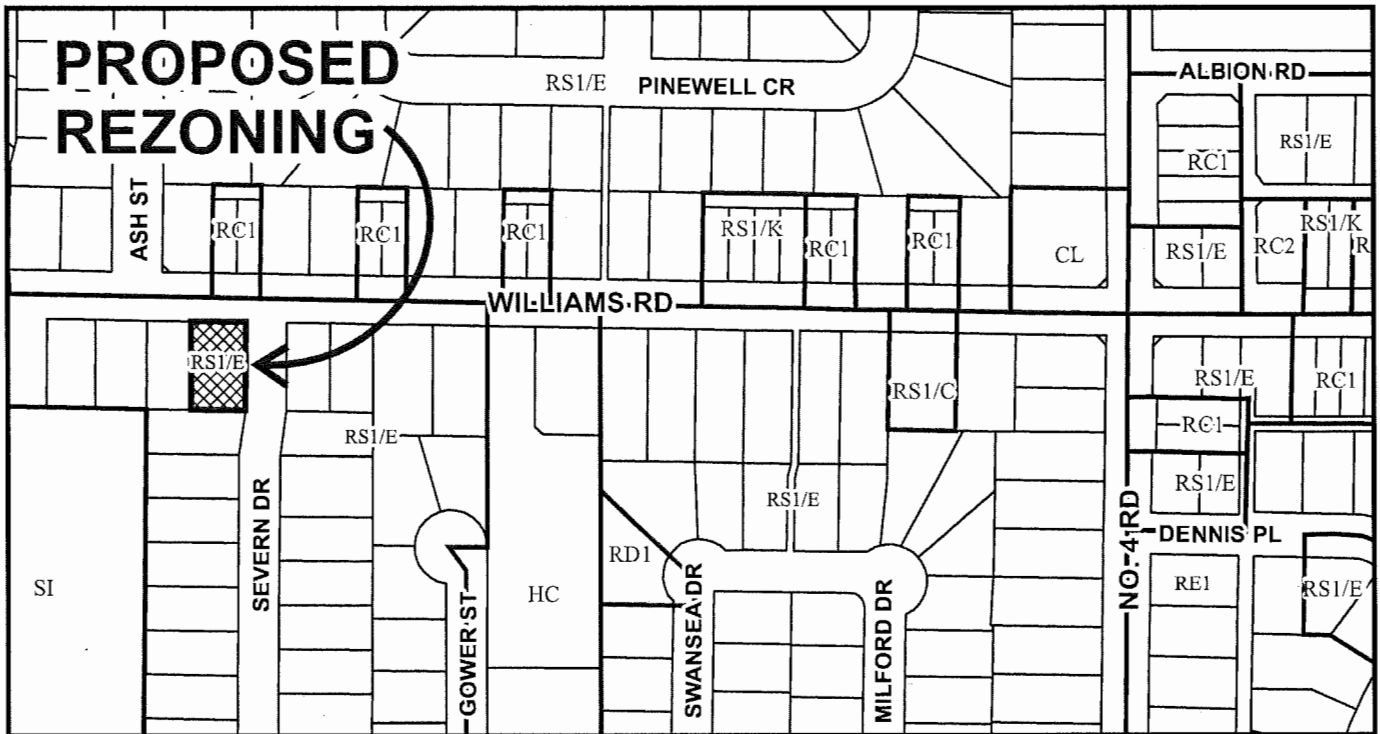 PROPOSED
REZONING
RS1/E
PINEWELL CR
ALBION RD
RC1
RS1/E
ASH ST
RC1
RC1
RC1
RS1/K
RC1
RC1
CL
RS1/E
RC2
RS1/K
R
WILLIAMS RD
RS1/E
RS1/C
RS1/E
RC1
RS1/E
RC1
RS1/E
RS1/E
SEVERN DR
NO. 4 RD
DENNIS PL
SI
GOWER ST
HC
RD1
SWANSEA DR
MILFORD DR
RE1
RS1/E